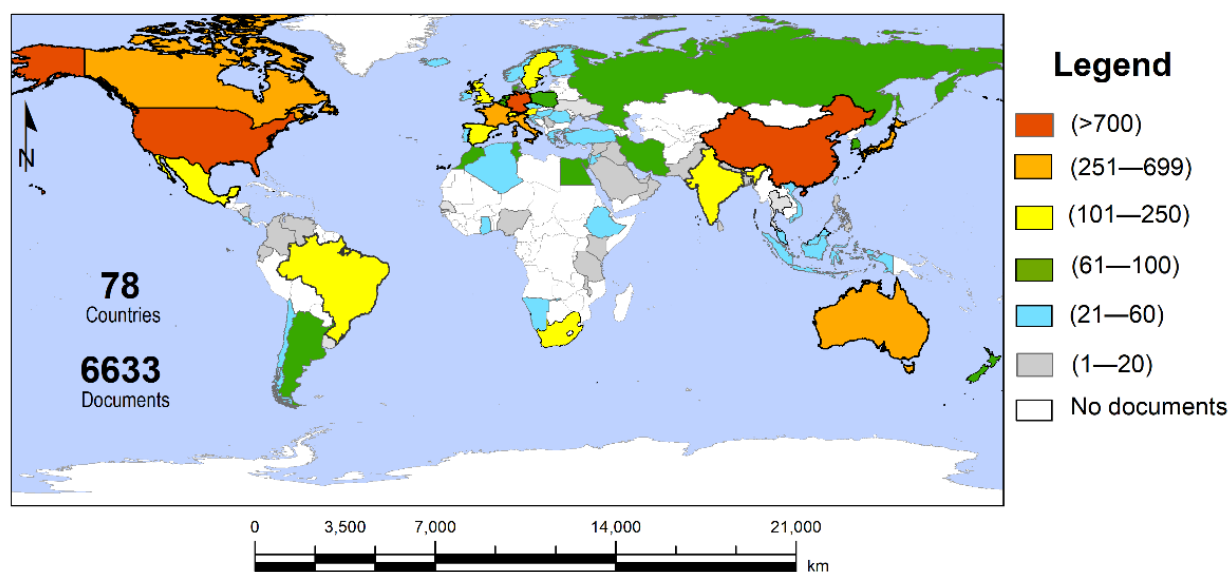 N
78
Countries
6633
Documents
Legend
(>700)
(251—699)
(101—250)
(61—100)
(21—60)
(1—20)
No documents
0 3,500 7,000 14,000 21,000
km